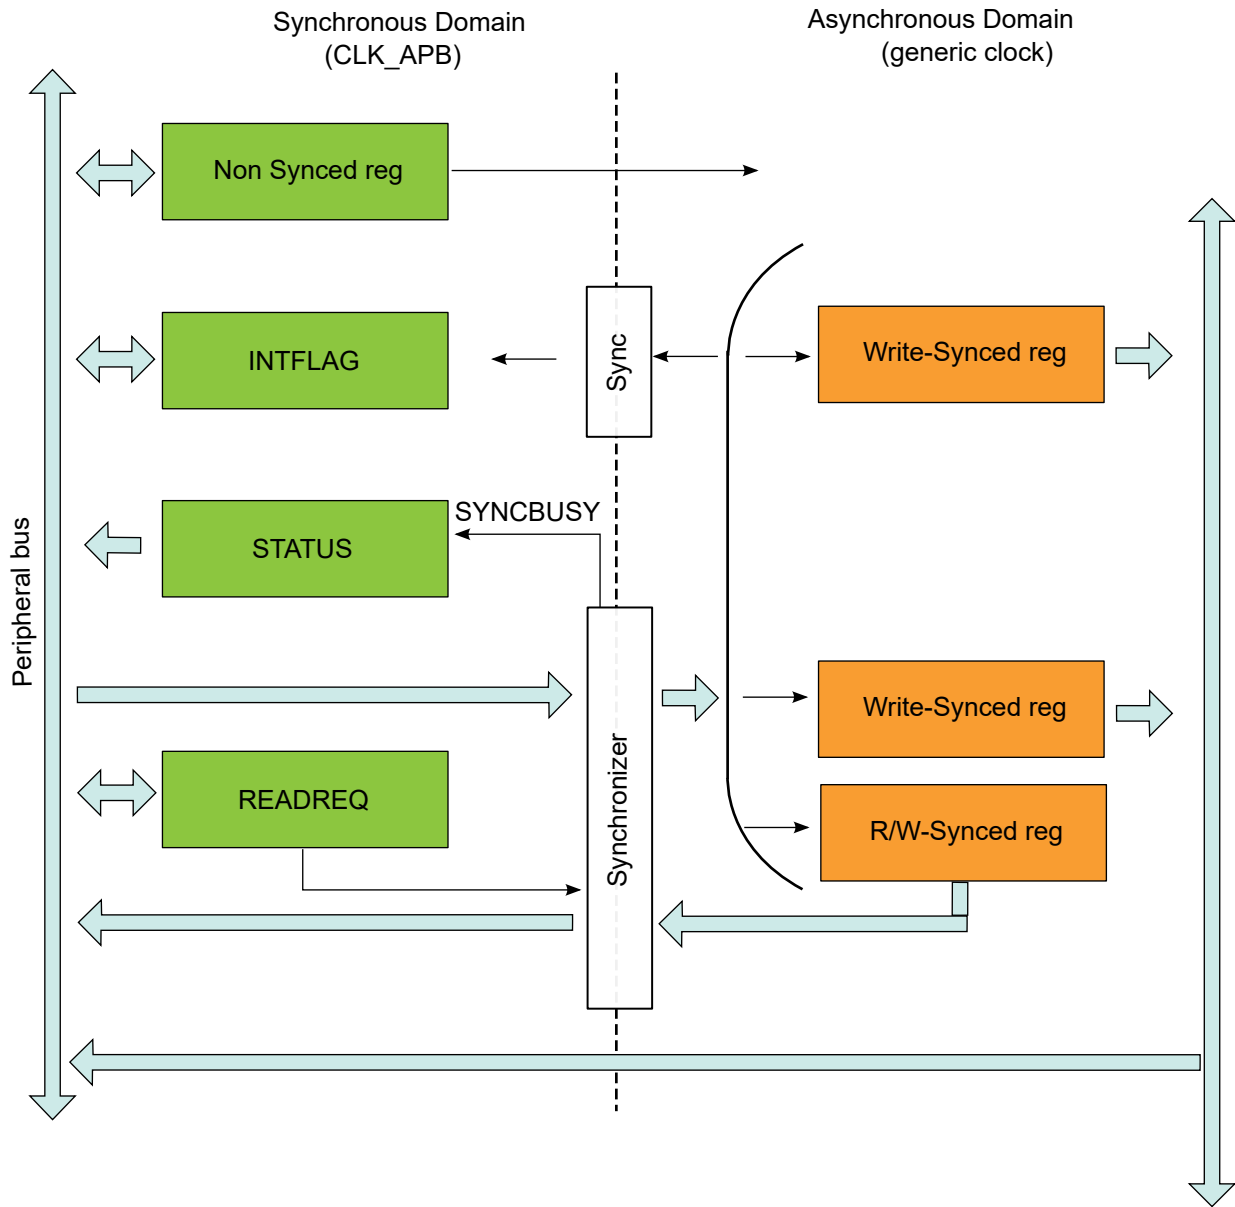 Synchronous Domain
(CLK_APB)
Asynchronous Domain
(generic clock)
Non Synced reg
INTFLAG
Sync
Write-Synced reg
SYNCBUSY
STATUS
Peripheral bus
Write-Synced reg
Synchronizer
READREQ
R/W-Synced reg